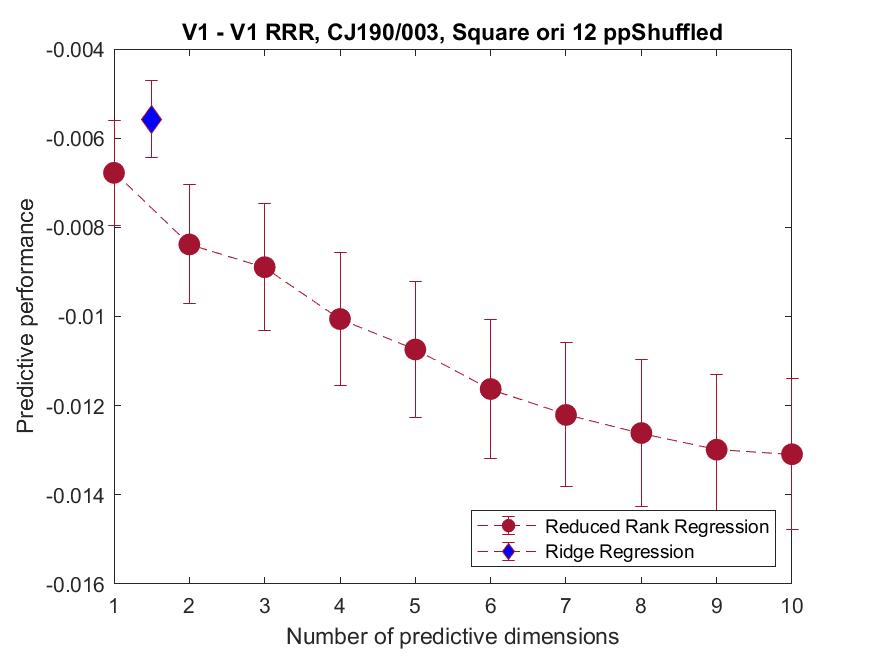 V1 - V1 RRR, CJ190/003, Square ori 12 ppShuffled
-0.004
-0.006
-0.008
-0.01
-0.012
-0.014
-0.016
Predictive performance
Reduced Rank Regression
Ridge Regression
1 2 3 4 5 6 7 8 9 10
Number of predictive dimensions